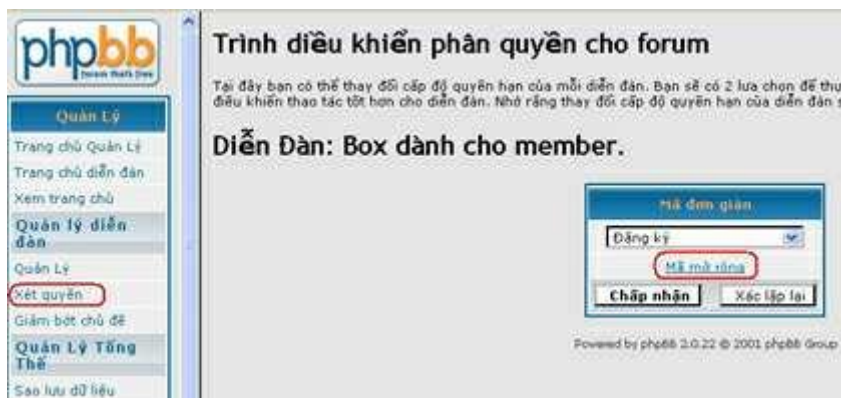 phpbb
Quản Lý
Trang chủ Quản Lí
Trang chủ diễn đàn
Xem trang chủ
Quản lý diễn
đàn
Quản Lý
Xét quyền
Giảm bớt chủ đề
Quản Lý Tổng
Thể
Sao lưu dữ liệu
Trình điều khiển phân quyền cho forum
Tại đây bạn có thể thay đổi cấp độ quyền hạn của mỗi diễn đàn. Bạn sẽ có 2 lựa chọn để
điều khiển thao tác tốt hơn cho diễn đàn. Nhớ rằng thay đổi cấp độ quyền hạn của diễn đàn
Diễn Đàn: Box dành cho member.
Mã đơn giản
Đăng ký
Mã mở rộng
Chấp nhận
Xác lập lại
Powered by phpBB 2.0.22 © 2001 phpBB Group